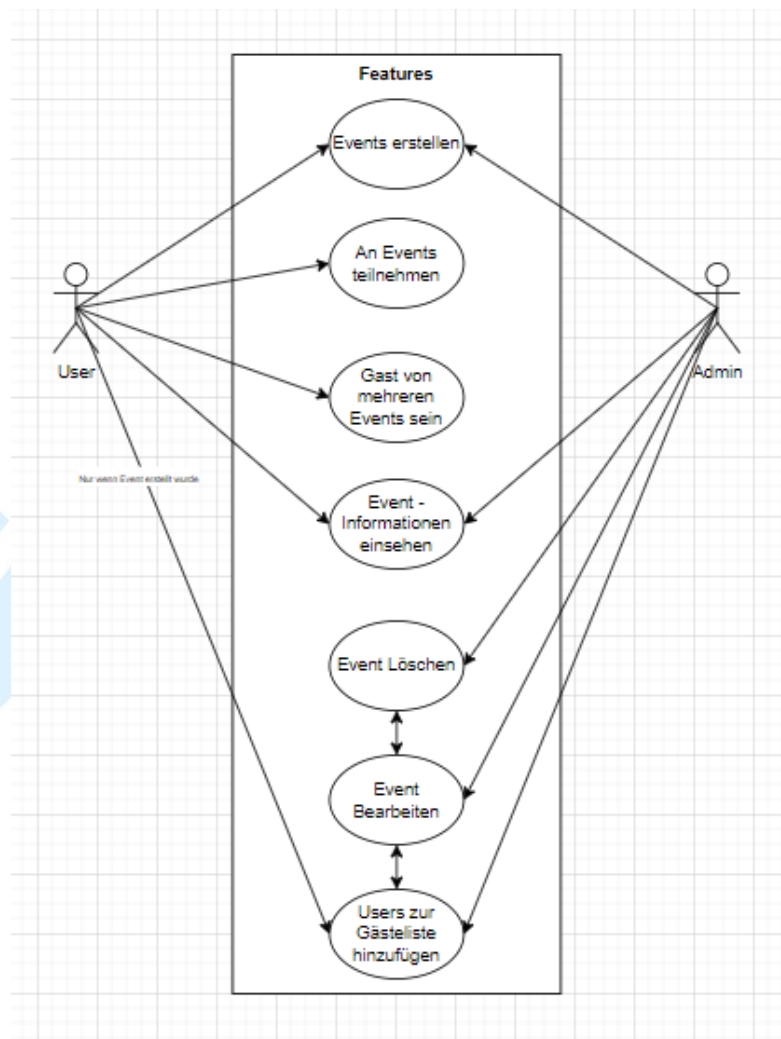 Features
Events erstellen
An Events
teilnehmen
User
Admin
Gast von
mehreren
Events sein
Nur wenn Event erstellt wurde
Event -
Informationen
einsehen
Event Löschen
Event
Bearbeiten
Users zur
Gästeliste
hinzufügen